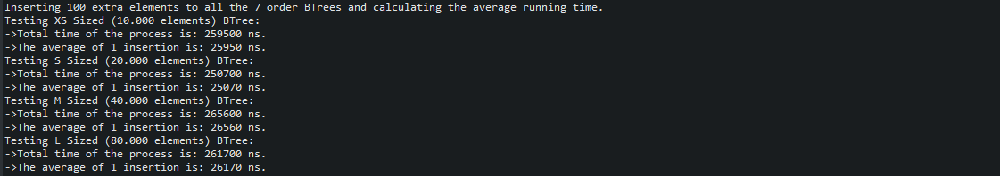 Inserting 100 extra elements to all the 7 order BTrees and calculating the average running time.
Testing XS Sized (10.000 elements) BTree:
->Total time of the process is: 259500 ns.
->The average of 1 insertion is: 25950 ns.
Testing S Sized (20.000 elements) BTree:
->Total time of the process is: 250700 ns.
->The average of 1 insertion is: 25070 ns.
Testing M Sized (40.000 elements) BTree:
->Total time of the process is: 265600 ns.
->The average of 1 insertion is: 26560 ns.
Testing L Sized (80.000 elements) BTree:
->Total time of the process is: 261700 ns.
->The average of 1 insertion is: 26170 ns.